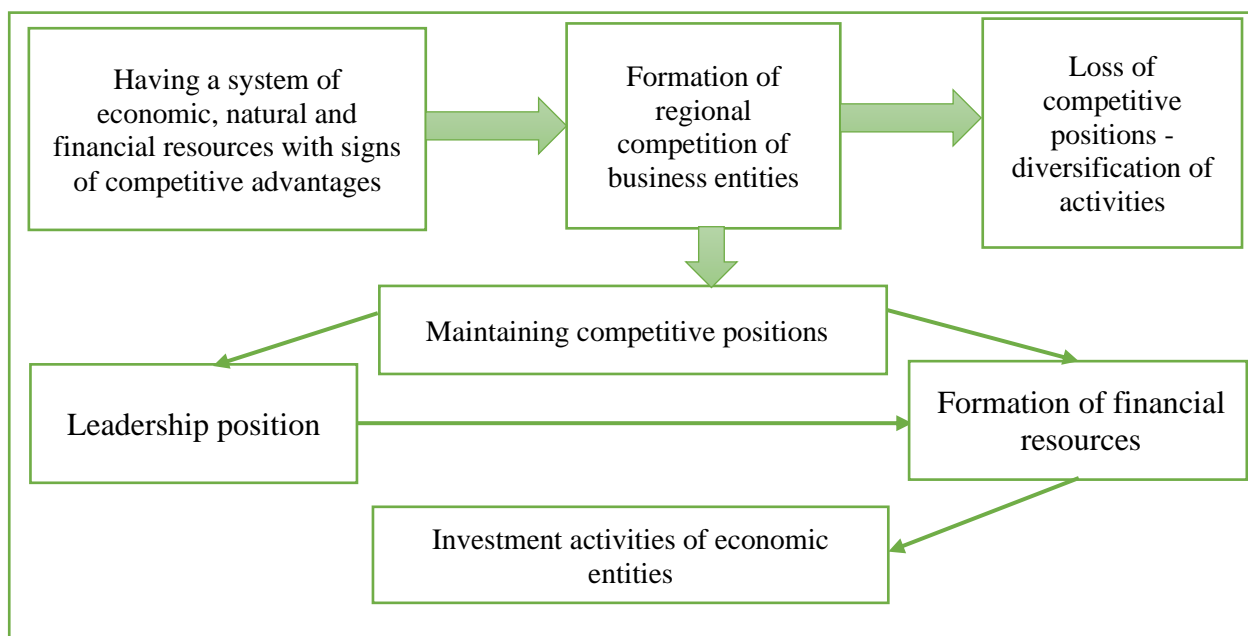 Having a system of
economic, natural and
financial resources with signs
of competitive advantages
Formation of
regional
competition of
business entities
Loss of
competitive
positions -
diversification of
activities
Maintaining competitive positions
Leadership position
Formation of financial
resources
Investment activities of economic
entities